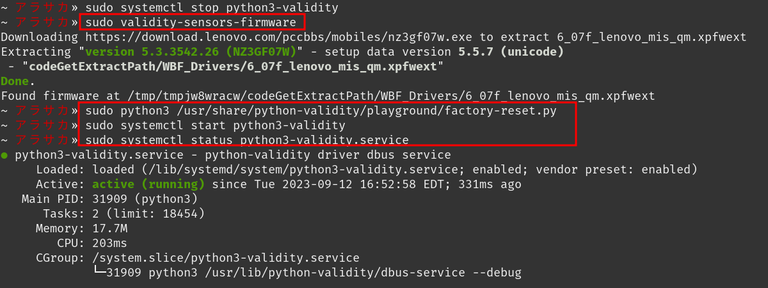 ~ アラサカ> sudo systemctl stop python3-validity
~ アラサカ> sudo validity-sensors-firmware
Downloading https://download.lenovo.com/pccbbs/mobiles/nz3gf07w.exe to extract 6_07f_lenovo_mis_qm.xpfwext
Extracting "version 5.3.3542.26 (NZ3GF07W)" - setup data version 5.5.7 (unicode)
 - "codeGetExtractPath/WBF_Drivers/6_07f_lenovo_mis_qm.xpfwext"
Done.
Found firmware at /tmp/tmpjw8wracw/codeGetExtractPath/WBF_Drivers/6_07f_lenovo_mis_qm.xpfwext
~ アラサカ> sudo python3 /usr/share/python-validity/playground/factory-reset.py
~ アラサカ> sudo systemctl start python3-validity
~ アラサカ> sudo systemctl status python3-validity.service
● python3-validity.service - python-validity driver dbus service
     Loaded: loaded (/lib/systemd/system/python3-validity.service; enabled; vendor preset: enabled)
     Active: active (running) since Tue 2023-09-12 16:52:58 EDT; 331ms ago
   Main PID: 31909 (python3)
      Tasks: 2 (limit: 18454)
     Memory: 17.7M
        CPU: 203ms
     CGroup: /system.slice/python3-validity.service
             └─31909 python3 /usr/lib/python-validity/dbus-service --debug